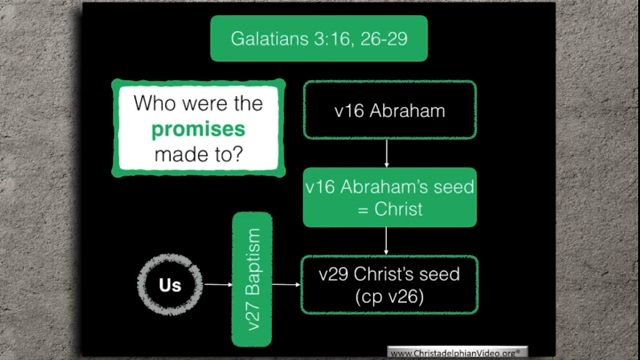 Galatians 3:16, 26-29
Who were the
promises
made to?
v16 Abraham
v16 Abraham's seed
= Christ
v27 Baptism
Us
v29 Christ's seed
(cp v26)
www.ChristadelphianVideo.org®